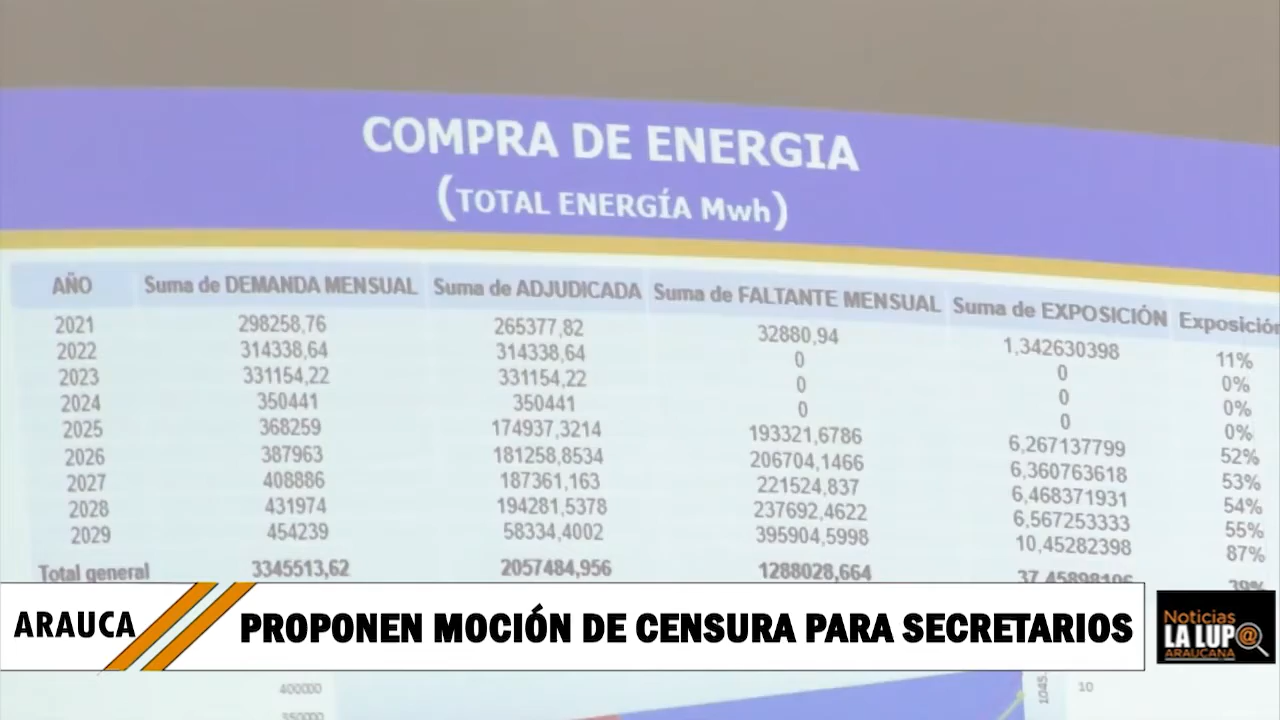 COMPRA DE ENERGIA
(TOTAL ENERGÍA Mwh)
AÑO Suma de DEMANDA MENSUAL Suma de ADJUDICADA Suma de FALTANTE MENSUAL Suma de EXPOSICIÓN Exposición
2021 298258,76 265377,82 32880,94 1,342630398 11%
2022 314338,64 314338,64 0 0 0%
2023 331154,22 331154,22 0 0 0%
2024 350441 350441 0 0 0%
2025 368259 174937,3214 193321,6786 6,267137799 52%
2026 387963 181258,8534 206704,1466 6,360763618 53%
2027 408886 187361,163 221524,837 6,468371931 54%
2028 431974 194281,5378 237692,4622 6,567253333 55%
2029 454239 58334,4002 395904,5998 10,45282398 87%
Total general 3345513,62 2057484,956 1288028,664 37,45898106 39%
ARAUCA PROPONEN MOCIÓN DE CENSURA PARA SECRETARIOS
Noticias
LA LUP@
ARAUCANA
400000 10
350000